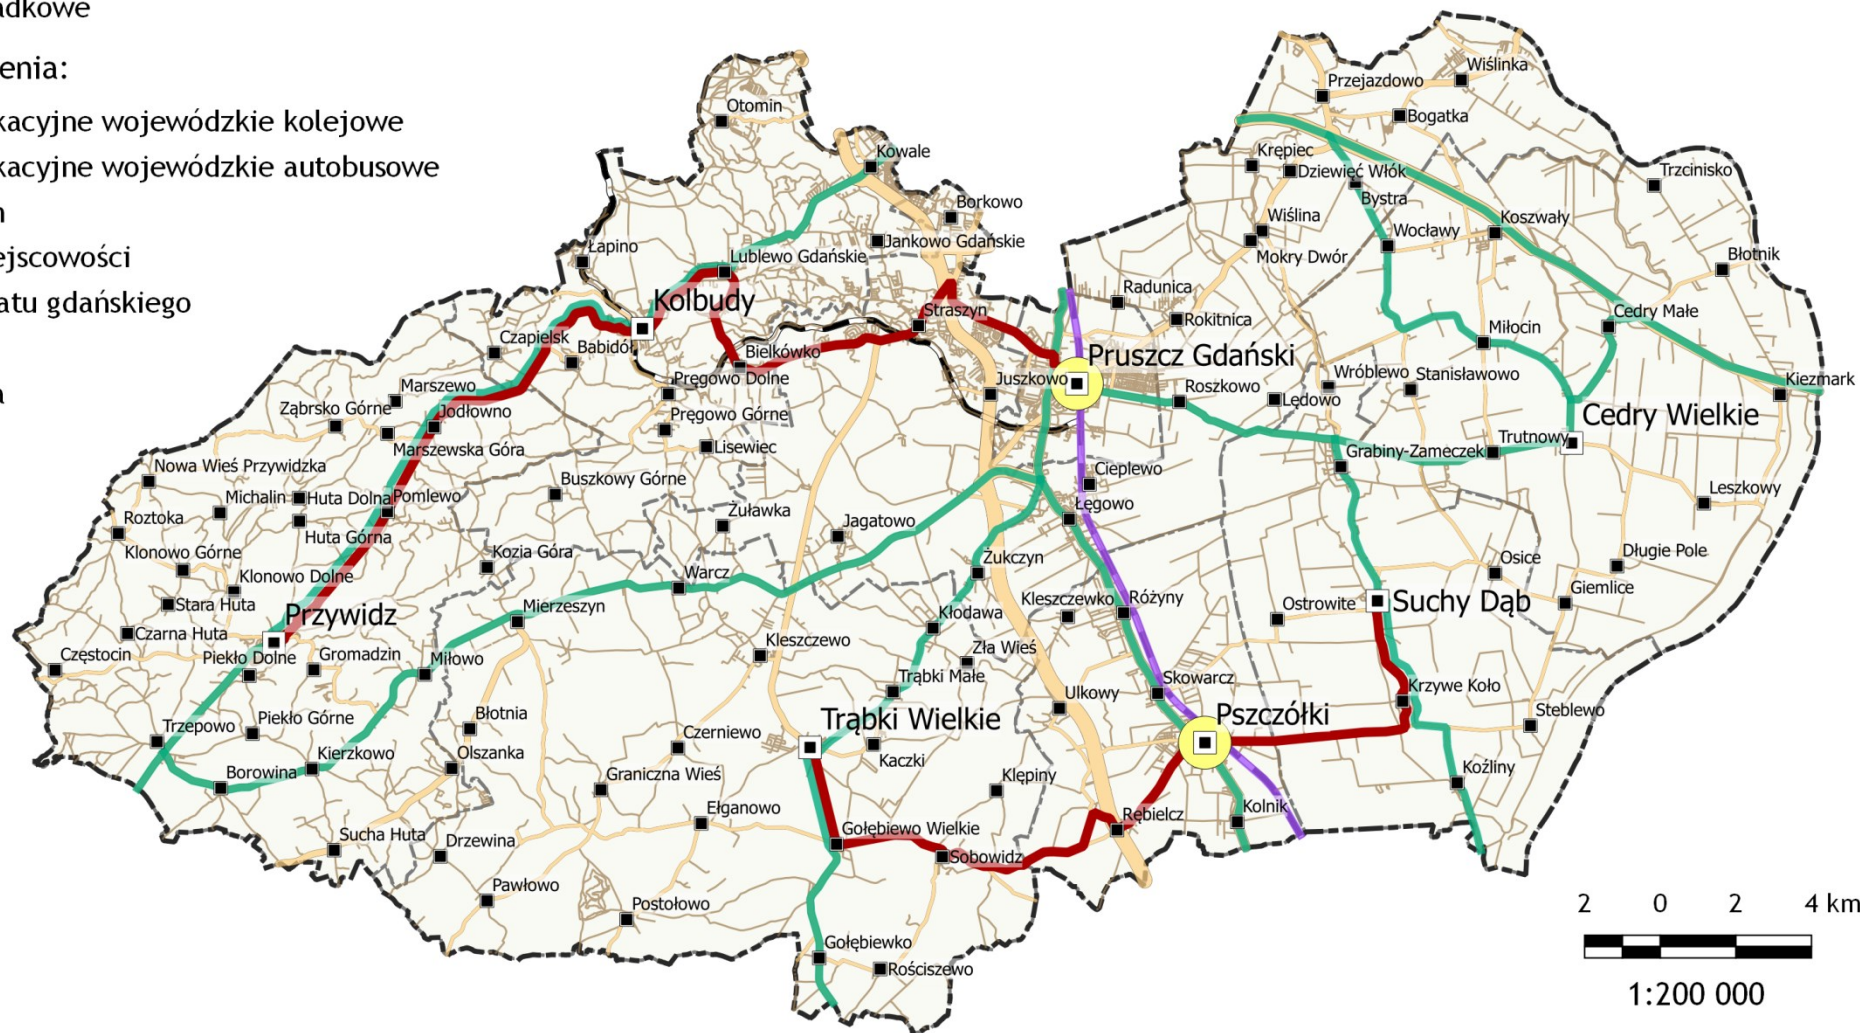 adkowe
enia:
kacyjne wojewódzkie kolejowe
kacyjne wojewódzkie autobusowe
n
ejscowości
atu gdańskiego
a
Wiślinka
Przejazdowo
Bogatka
Otomin
Kowale
Krępiec
Dziewięć Włók
Trzcinisko
Bystra
Borkowo
Wiślina
Koszwały
Wocławy
Jankowo Gdańskie
Łapino
Lublewo Gdańskie
Mokry Dwór
Błotnik
Radunica
Kolbudy
Straszyn
Rokitnica
Cedry Małe
Miłocin
Czapielsk
Babidół
Bielkówko
Pruszcz Gdański
Pręgowo Dolne
Juszkowo
Roszkowo
Wróblewo
Stanisławowo
Kiezmark
Marszewo
Lędowo
Ząbrsko Górne
Jodłowno
Pręgowo Górne
Cedry Wielkie
Trutnowy
Marszewska Góra
Lisewiec
Grabiny-Zameczek
Nowa Wieś Przywidzka
Cieplewo
Buszkowy Górne
Leszkowy
Michalin
Huta Dolna
Pomlewo
Łęgowo
Roztoka
Żuławka
Jagatowo
Huta Górna
Klonowo Górne
Kozia Góra
Żukczyn
Osice
Długie Pole
Klonowo Dolne
Warcz
Giemlice
Stara Huta
Mierzeszyn
Kleszczewko
Różyny
Ostrowite
Suchy Dąb
Przywidz
Kłodawa
Czarna Huta
Kleszczewo
Zła Wieś
Częstocin
Piekło Dolne
Gromadzin
Miłowo
Trąbki Małe
Skowarcz
Krzywe Koło
Ulkowy
Steblewo
Trzepowo
Piekło Górne
Błotnia
Trąbki Wielkie
Pszczółki
Czerniewo
Kierzkowo
Olszanka
Kaczki
Borowina
Graniczna Wieś
Klępiny
Koźliny
Ełganowo
Kolnik
Rębielcz
Sucha Huta
Drzewina
Gołębiewo Wielkie
Sobowidz
Pawłowo
Postołowo
Gołębiewko
Rościszewo
2 0 2 4 km
1:200 000